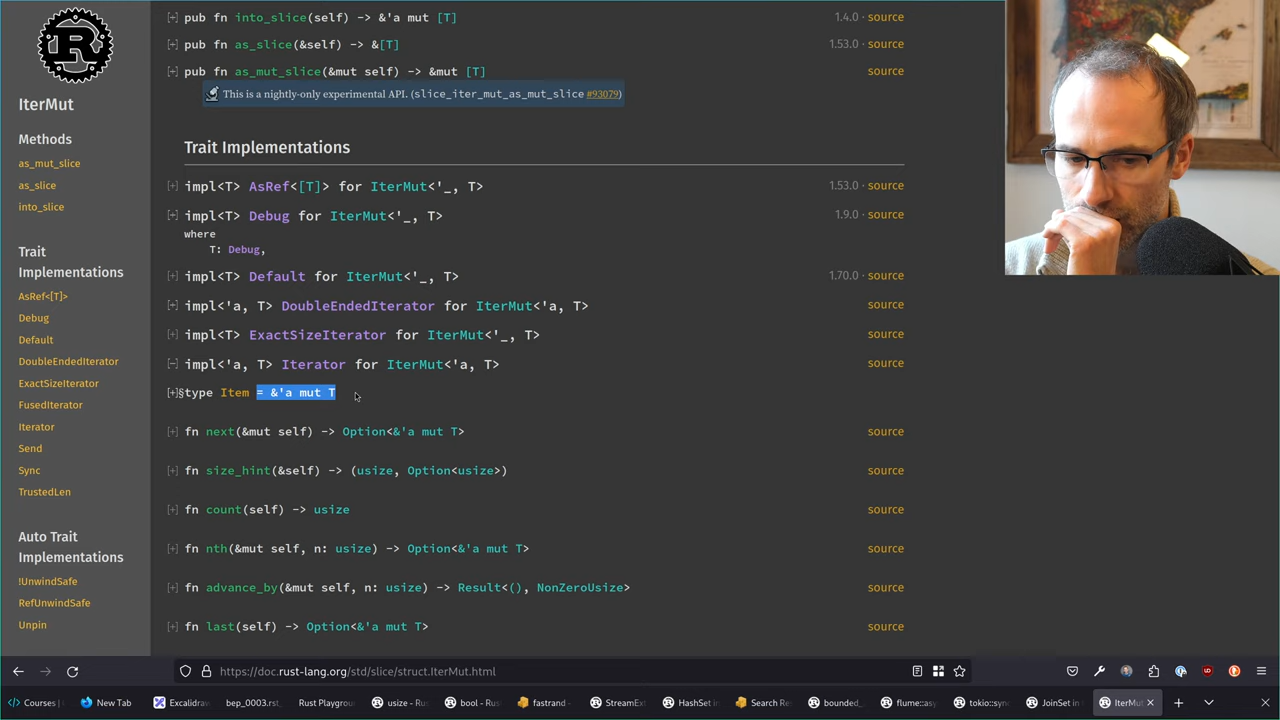 [+] pub fn into_slice(self) -> &'a mut [T] 1.4.0 · source
[+] pub fn as_slice(&self) -> &[T] 1.53.0 · source
[+] pub fn as_mut_slice(&mut self) -> &mut [T] source
This is a nightly-only experimental API. (slice_iter_mut_as_mut_slice #93079)
Trait Implementations
[+] impl<T> AsRef<[T]> for IterMut<'_, T> 1.53.0 · source
[+] impl<T> Debug for IterMut<'_, T> 1.9.0 · source
where
T: Debug,
[+] impl<T> Default for IterMut<'_, T> 1.70.0 · source
[+] impl<'a, T> DoubleEndedIterator for IterMut<'a, T> source
[+] impl<T> ExactSizeIterator for IterMut<'_, T> source
[−] impl<'a, T> Iterator for IterMut<'a, T> source
[+]§type Item = &'a mut T
[+] fn next(&mut self) -> Option<&'a mut T> source
[+] fn size_hint(&self) -> (usize, Option<usize>) source
[+] fn count(self) -> usize source
[+] fn nth(&mut self, n: usize) -> Option<&'a mut T> source
[+] fn advance_by(&mut self, n: usize) -> Result<(), NonZeroUsize> source
[+] fn last(self) -> Option<&'a mut T> source
R
IterMut
Methods
as_mut_slice
as_slice
into_slice
Trait
Implementations
AsRef<[T]>
Debug
Default
DoubleEndedIterator
ExactSizeIterator
FusedIterator
Iterator
Send
Sync
TrustedLen
Auto Trait
Implementations
!UnwindSafe
RefUnwindSafe
Unpin
https://doc.rust-lang.org/std/slice/struct.IterMut.html
</> Courses | New Tab Excalidraw bep_0003.rst_ Rust Playgrou usize - Rus bool - Rus fastrand - StreamEx HashSet in Search Re bounded_ flume::asy tokio::sync JoinSet in IterMut